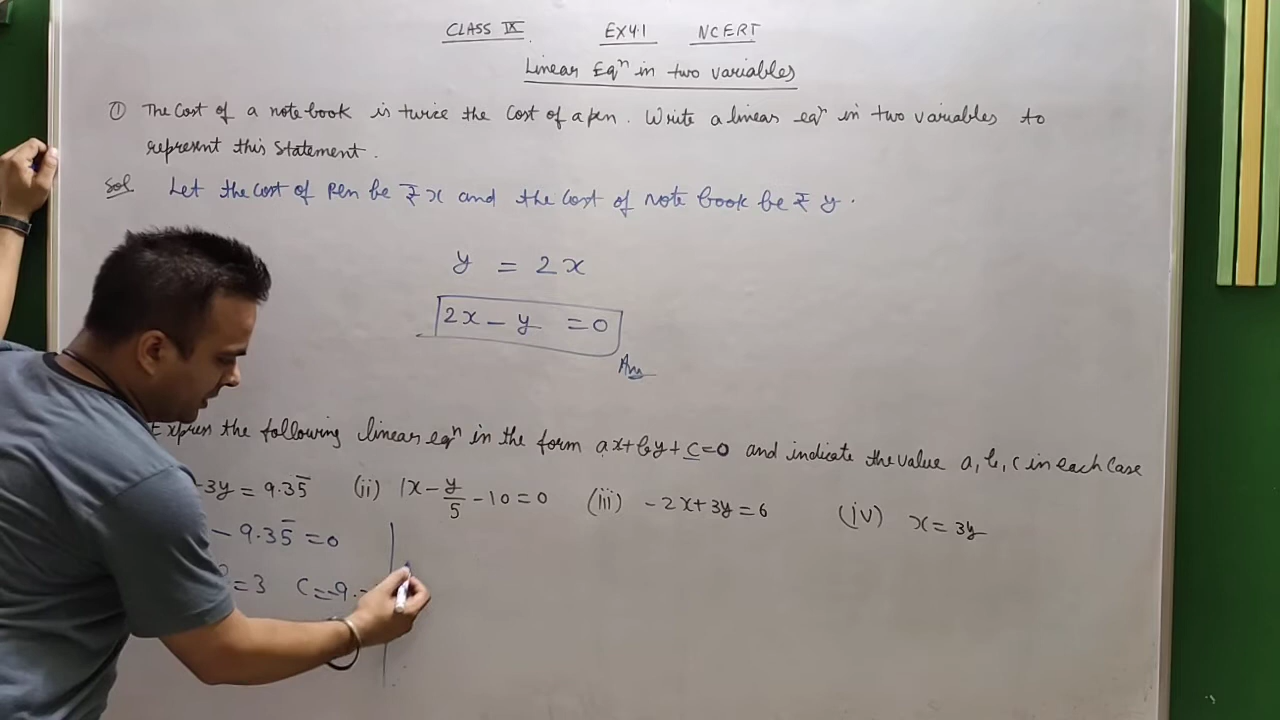 CLASS IX EX 4.1 NCERT
Linear Eqⁿ in two variables
① The Cost of a note book is twice the Cost of a pen. Write a linear eqⁿ in two variables to
represent this Statement.
Sol. Let the cost of Pen be ₹ x and the cost of note book be ₹ y.
y = 2x
2x - y = 0
Ans
Express the following linear eqⁿ in the form ax+by+c=0 and indicate the value a, b, c in each Case
3y = 9.35̅ (ii) 1x - y/5 - 10 = 0 (iii) -2x+3y=6 (iv) x=3y
- 9.35̅ = 0
=3 C=-9.